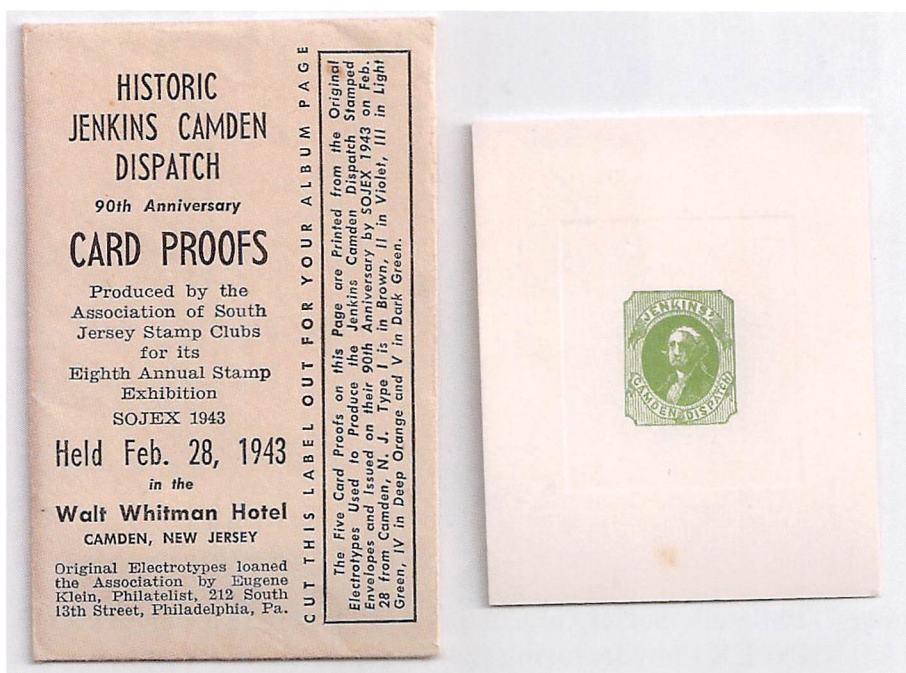 HISTORIC
JENKINS CAMDEN
DISPATCH
90th Anniversary
CARD PROOFS
Produced by the
Association of South
Jersey Stamp Clubs
for its
Eighth Annual Stamp
Exhibition
SOJEX 1943
Held Feb. 28, 1943
in the
Walt Whitman Hotel
CAMDEN, NEW JERSEY
Original Electrotypes loaned
the Association by Eugene
Klein, Philatelist, 212 South
13th Street, Philadelphia, Pa.
CUT THIS LABEL OUT FOR YOUR ALBUM PAGE
The Five Card Proofs on this Page are Printed from the Original
Electrotypes Used to Produce the Jenkins Camden Dispatch Stamped
Envelopes and Issued on their 90th Anniversary by SOJEX 1943 on Feb.
28 from Camden, N. J. Type I is in Brown, II in Violet, III in Light
Green, IV in Deep Orange and V in Dark Green.
JENKINS'
CAMDEN DISPATCH